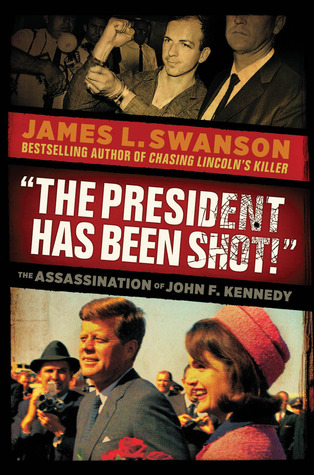 JAMES L. SWANSON
BESTSELLING AUTHOR OF CHASING LINCOLN'S KILLER
"THE PRESIDENT
HAS BEEN SHOT!"
THE ASSASSINATION OF JOHN F. KENNEDY